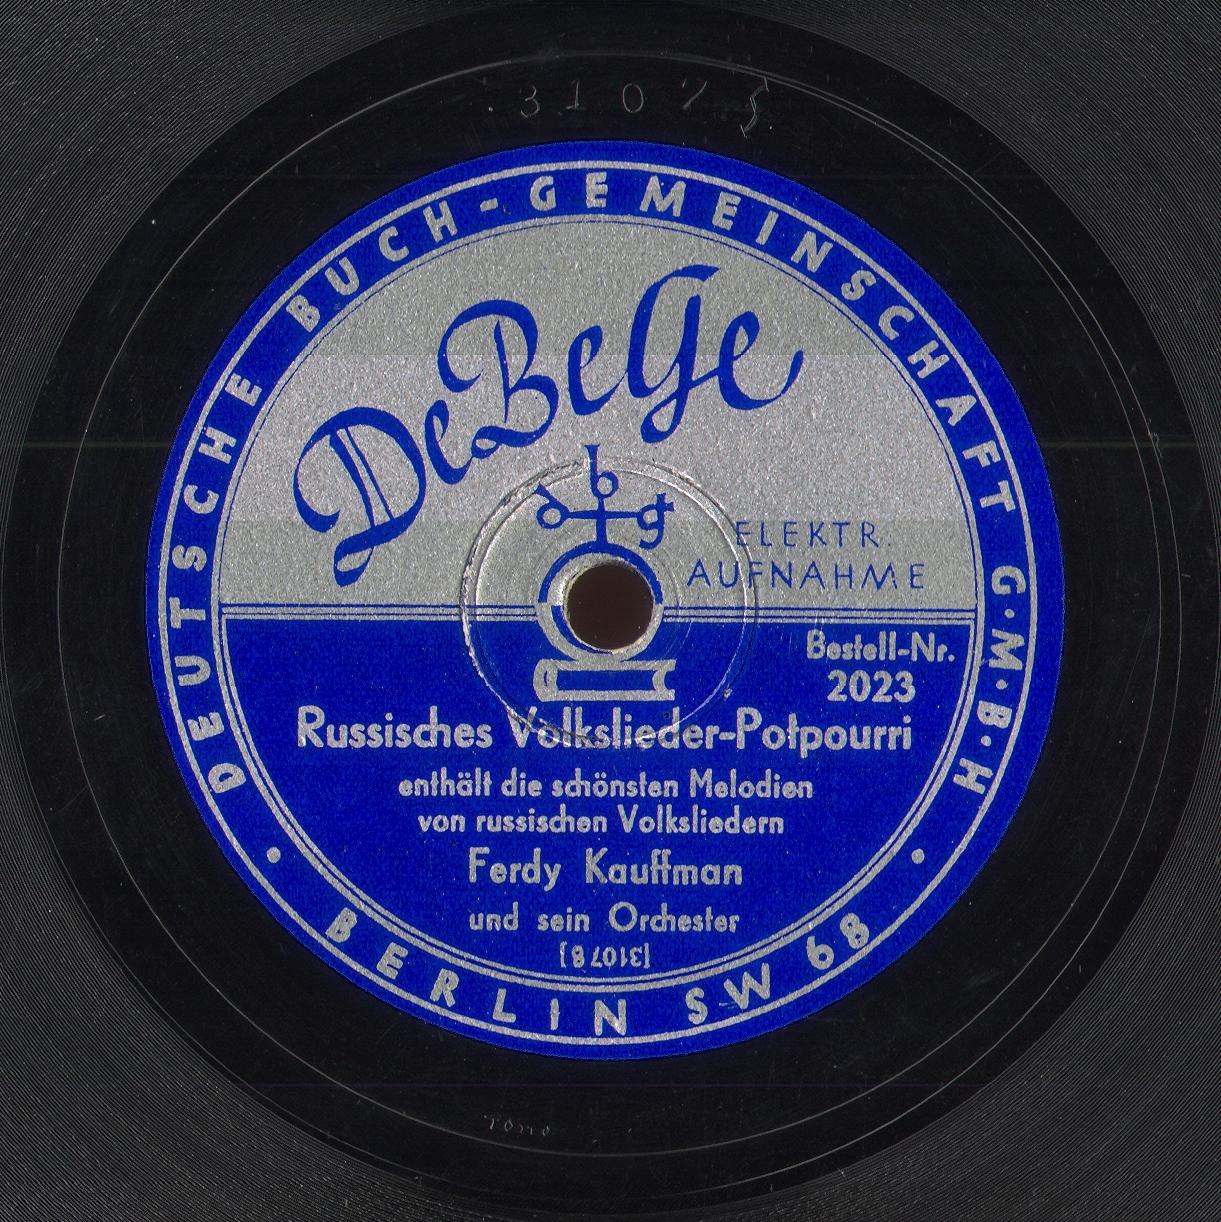 31075
DEUTSCHE BUCH-GEMEINSCHAFT G·M·B·H
DeBeGe
dbg
ELEKTR.
AUFNAHME
Bestell-Nr.
2023
Russisches Volkslieder-Potpourri
enthält die schönsten Melodien
von russischen Volksliedern
Ferdy Kauffman
und sein Orchester
[31078]
• BERLIN SW 68 •